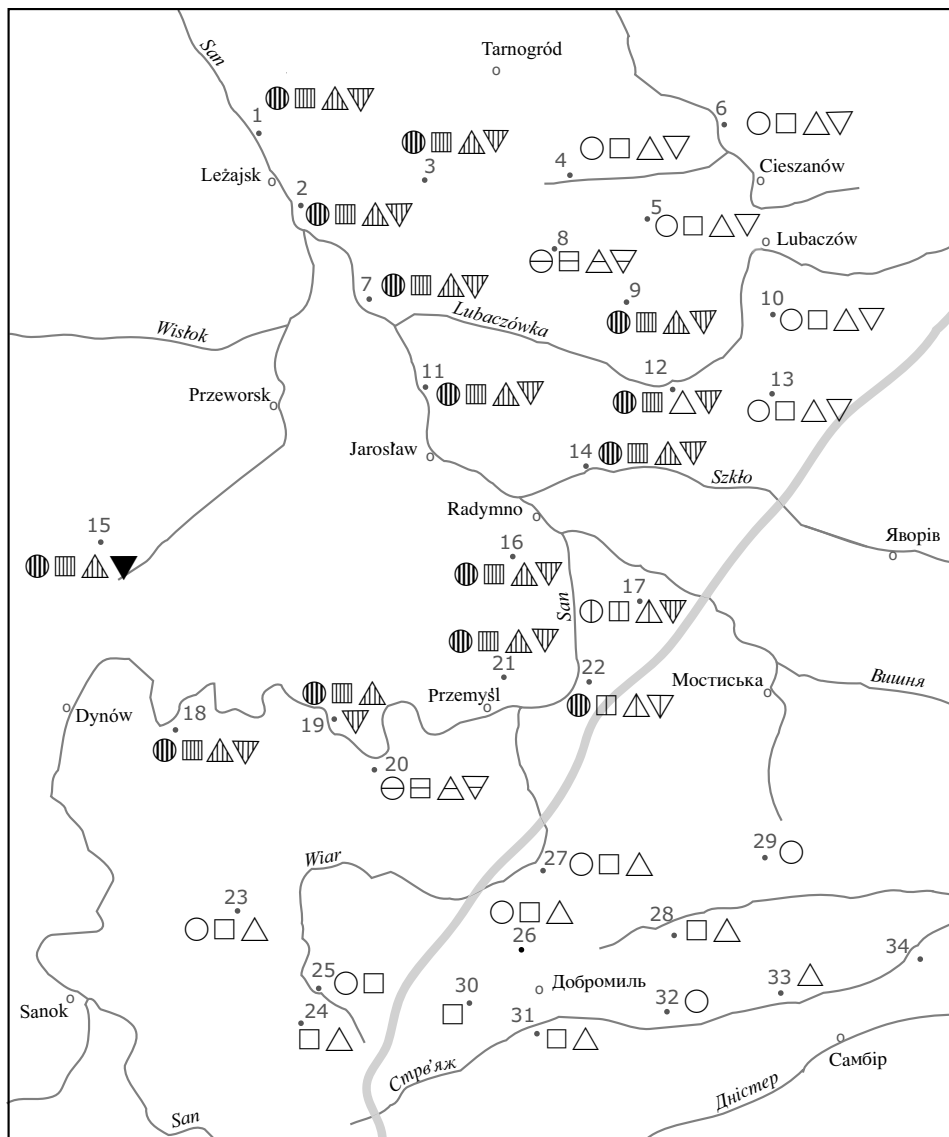 San
Tarnogród
1
6
3
4
Cieszanów
Leżajsk
2
5
8
Lubaczów
7
9
10
Lubaczówka
Wisłok
11
12
13
Przeworsk
Jarosław
14
Szkło
Radymno
15
Яворів
16
San
17
21
22
Мостиська
Вишня
Przemyśl
Dynów
18
19
20
29
Wiar
27
23
28
26
34
25
33
Добромиль
30
32
Sanok
24
31
Стрв'яж
Самбір
Дністер
San